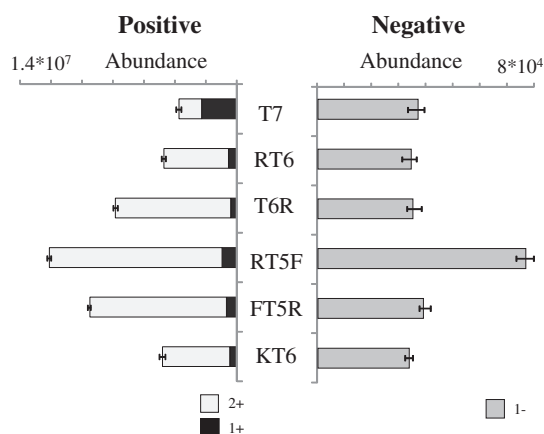 Positive Negative
Abundance Abundance
1.4*10⁷ 8*10⁴
T7
RT6
T6R
RT5F
FT5R
KT6
2+ 1-
1+